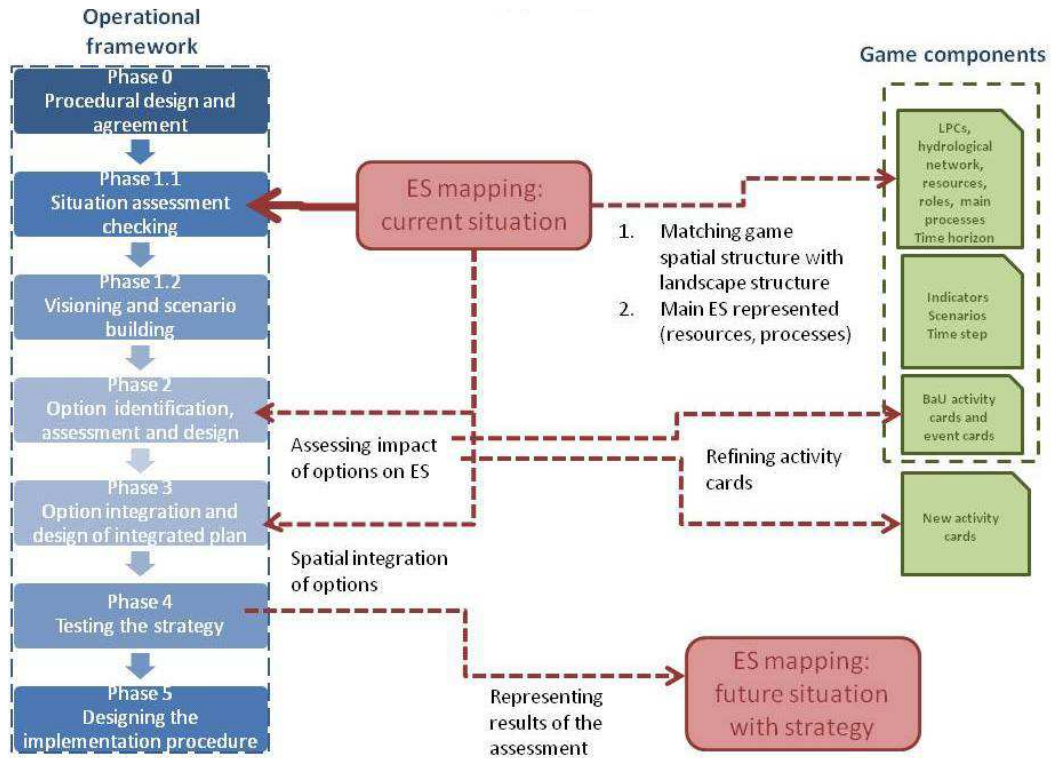 Operational
framework
Phase 0
Procedural design and
agreement
Phase 1.1
Situation assessment
checking
Phase 1.2
Visioning and scenario
building
Phase 2
Option identification,
assessment and design
Phase 3
Option integration and
design of integrated plan
Phase 4
Testing the strategy
Phase 5
Designing the
implementation procedure
ES mapping:
current situation
1. Matching game
spatial structure with
landscape structure
2. Main ES represented
(resources, processes)
Assessing impact
of options on ES
Refining activity
cards
Spatial integration
of options
Representing
results of the
assessment
ES mapping:
future situation
with strategy
Game components
LPCs,
hydrological
network,
resources,
roles, main
processes
Time horizon
Indicators
Scenarios
Time step
BaU activity
cards and
event cards
New activity
cards